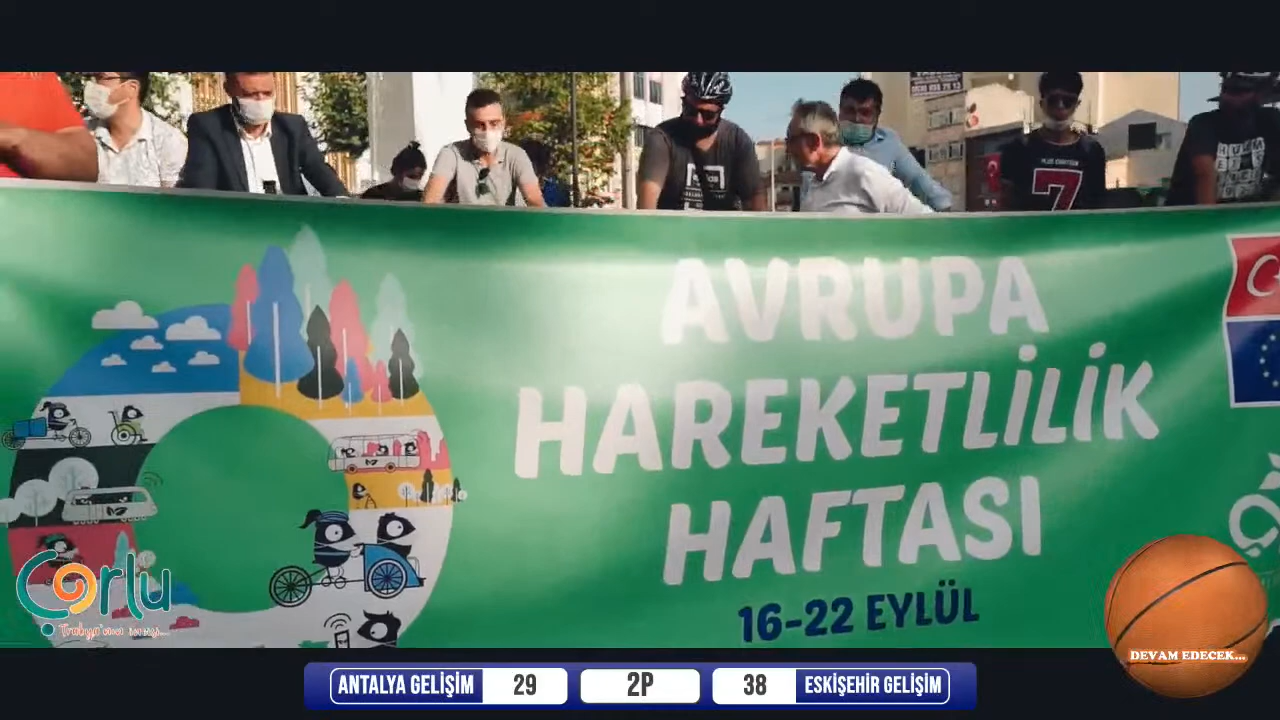 AVRUPA
HAREKETLİLİK
HAFTASI
16-22 EYLÜL
7
Çorlu
DEVAM EDECEK...
ANTALYA GELİŞİM 29 2P 38 ESKİŞEHİR GELİŞİM